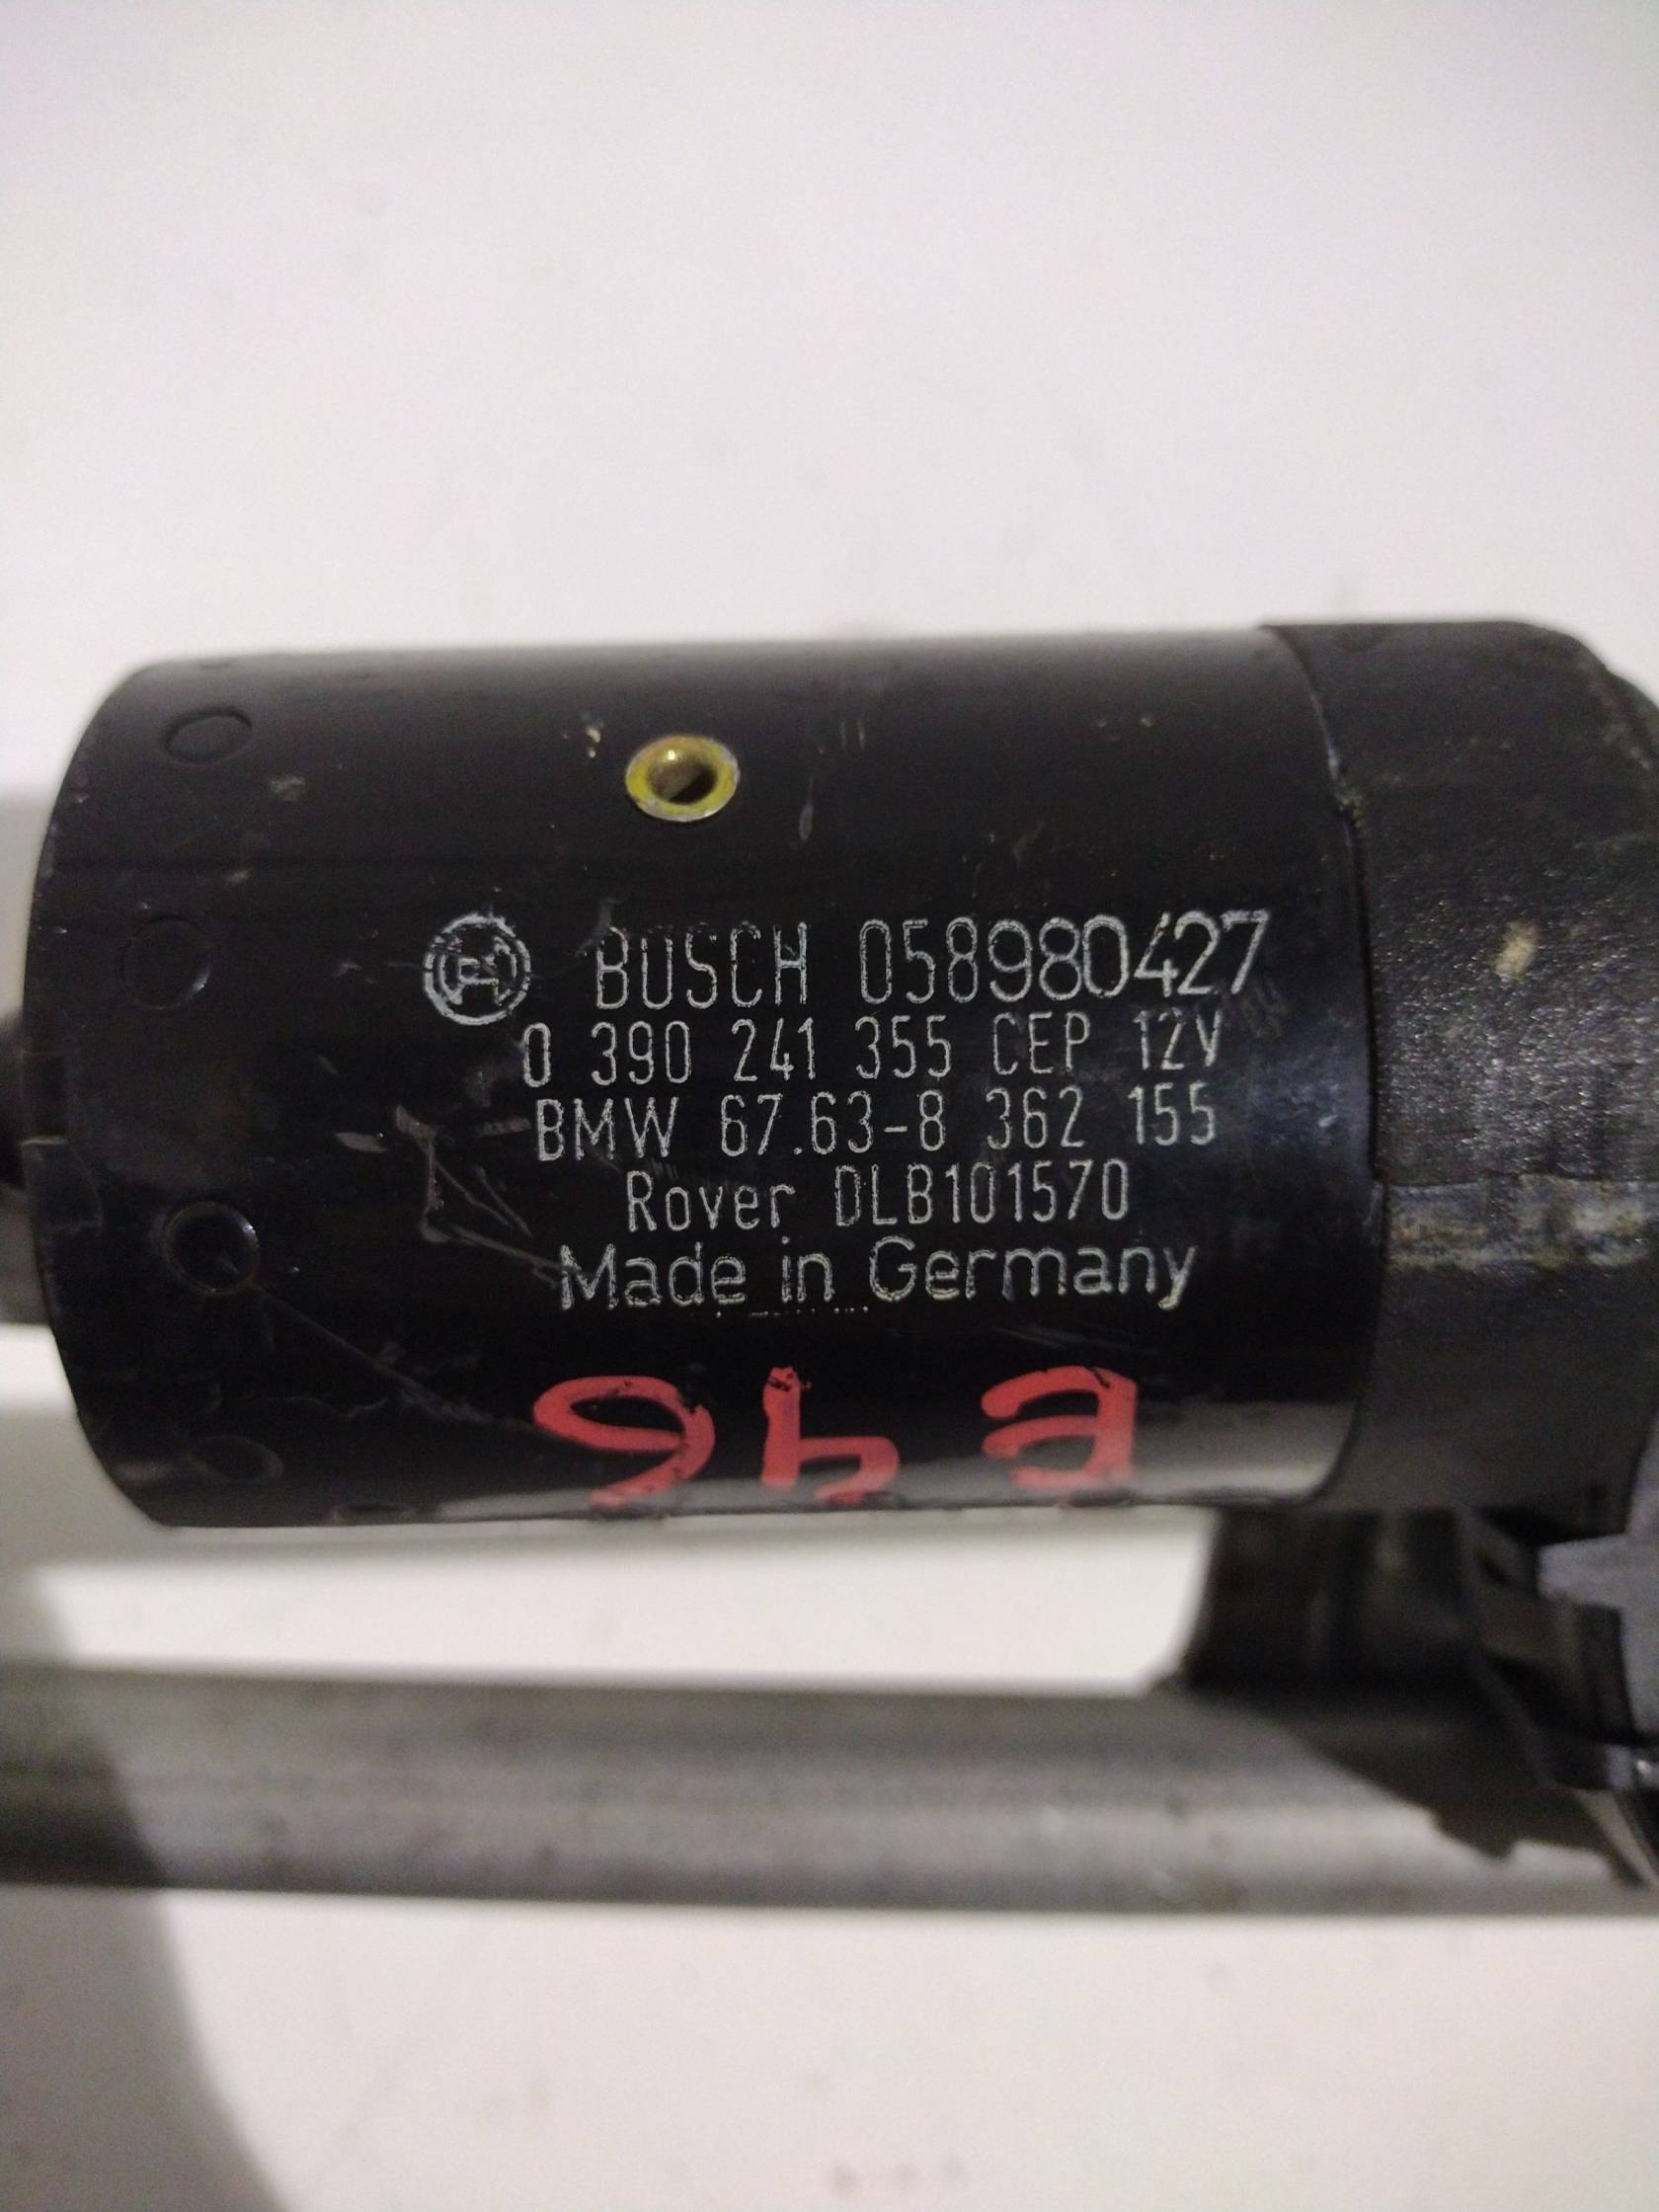 BOSCH 058980427
0 390 241 355 CEP 12V
BMW 67.63-8 362 155
Rover DLB101570
Made in Germany
e46